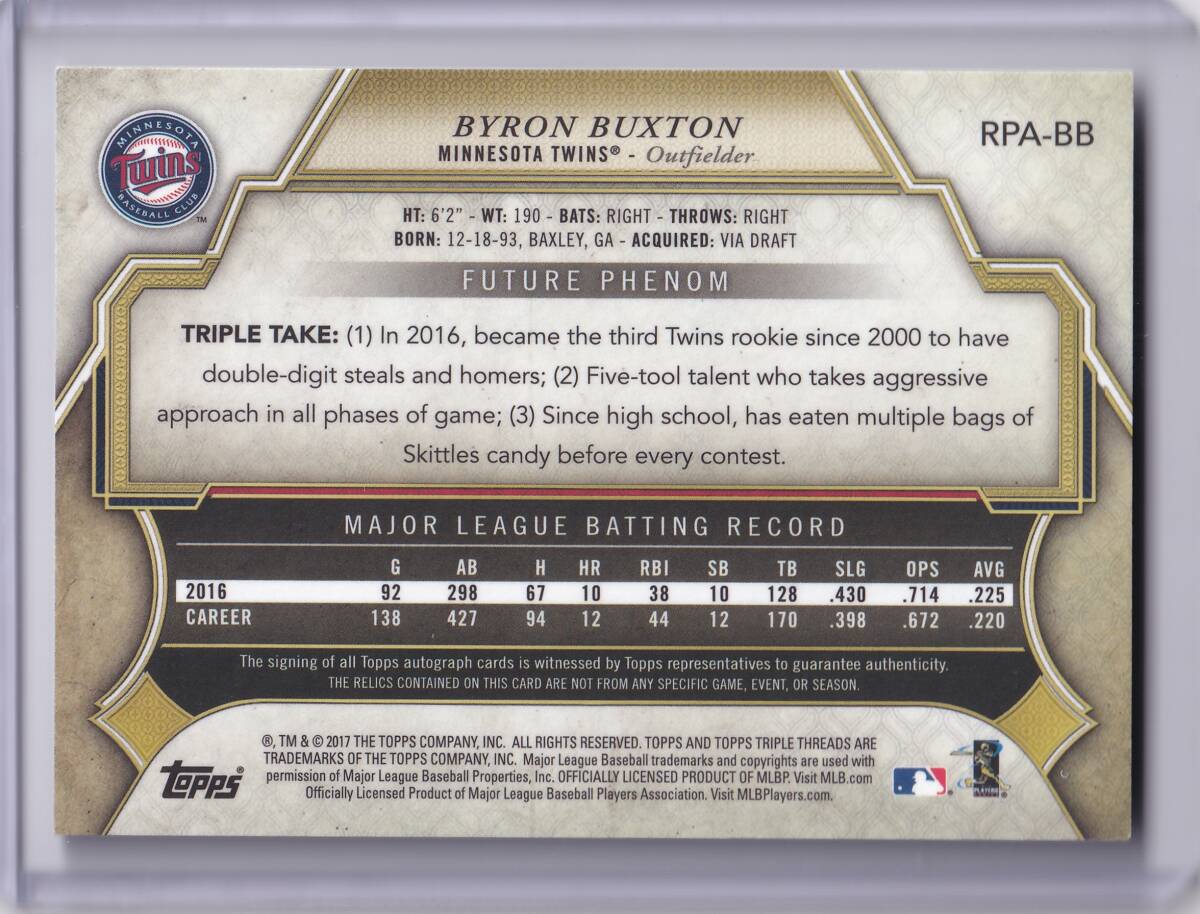 MINNESOTA
Twins
BASEBALL CLUB
™
BYRON BUXTON
MINNESOTA TWINS® - Outfielder
RPA-BB
HT: 6'2" - WT: 190 - BATS: RIGHT - THROWS: RIGHT
BORN: 12-18-93, BAXLEY, GA - ACQUIRED: VIA DRAFT
FUTURE PHENOM
TRIPLE TAKE: (1) In 2016, became the third Twins rookie since 2000 to have
double-digit steals and homers; (2) Five-tool talent who takes aggressive
approach in all phases of game; (3) Since high school, has eaten multiple bags of
Skittles candy before every contest.
MAJOR LEAGUE BATTING RECORD
G AB H HR RBI SB TB SLG OPS AVG
2016 92 298 67 10 38 10 128 .430 .714 .225
CAREER 138 427 94 12 44 12 170 .398 .672 .220
The signing of all Topps autograph cards is witnessed by Topps representatives to guarantee authenticity.
THE RELICS CONTAINED ON THIS CARD ARE NOT FROM ANY SPECIFIC GAME, EVENT, OR SEASON.
®, TM & © 2017 THE TOPPS COMPANY, INC. ALL RIGHTS RESERVED. TOPPS AND TOPPS TRIPLE THREADS ARE
TRADEMARKS OF THE TOPPS COMPANY, INC. Major League Baseball trademarks and copyrights are used with
permission of Major League Baseball Properties, Inc. OFFICIALLY LICENSED PRODUCT OF MLBP. Visit MLB.com
Officially Licensed Product of Major League Baseball Players Association. Visit MLBPlayers.com.
TOPPS®